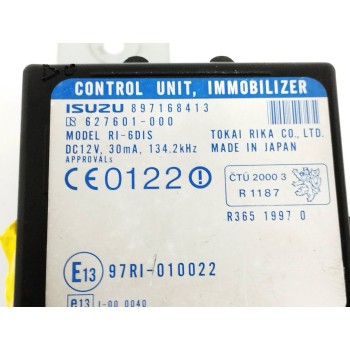 CONTROL UNIT, IMMOBILIZER
ISUZU 897168413
627601-000
MODEL RI-6DIS TOKAI RIKA CO., LTD.
DC12V, 30mA, 134.2kHz MADE IN JAPAN
APPROVALS
CE0122 ČTÚ 2000 3
R 1187
R365 1997 0
E13 97RI-010022
e13 1-00 0040